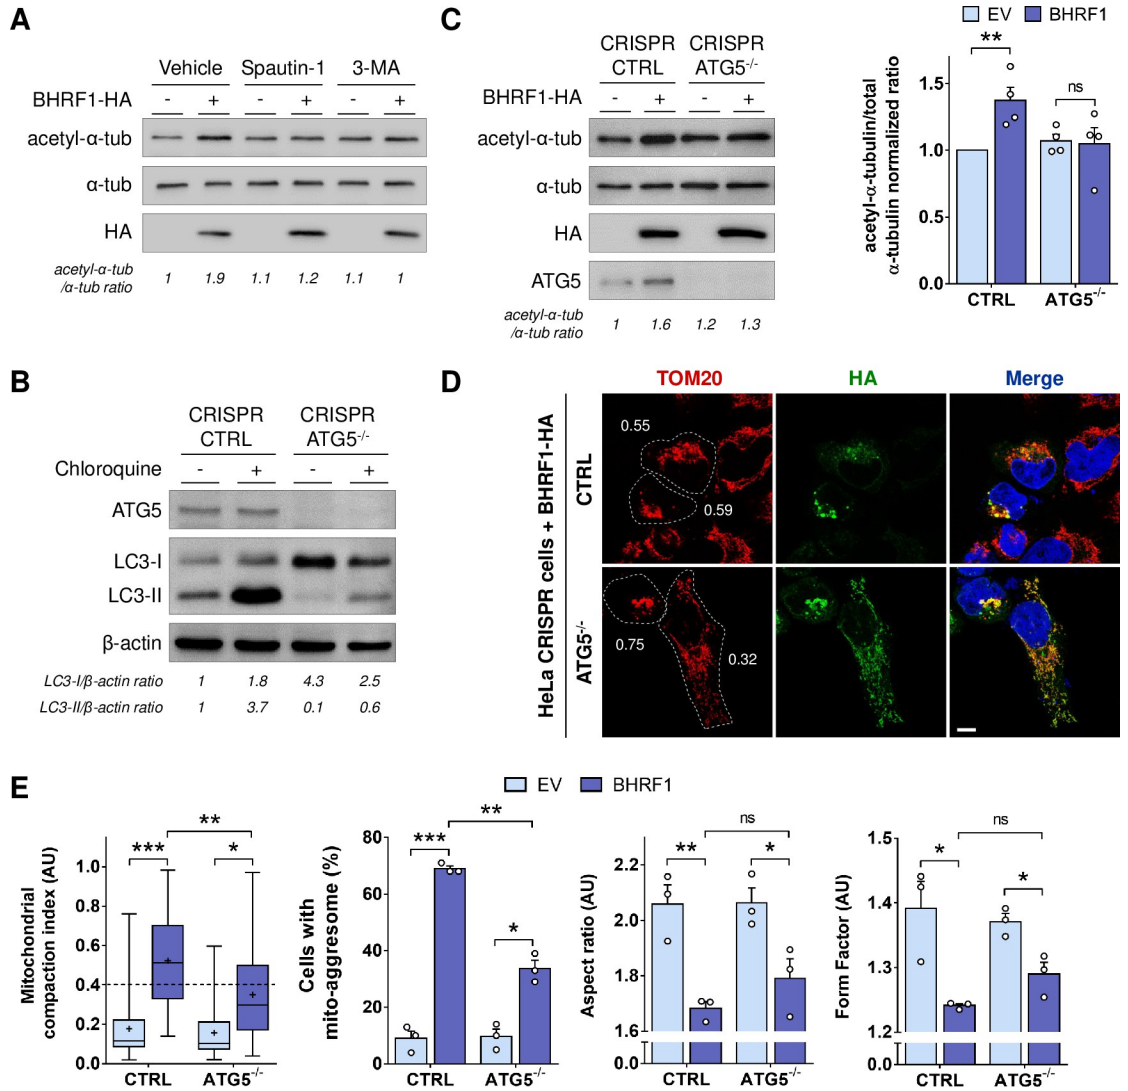 A
Vehicle Spautin-1 3-MA
BHRF1-HA - + - + - +
acetyl-α-tub
α-tub
HA
acetyl-α-tub
/α-tub ratio
1 1.9 1.1 1.2 1.1 1
C
CRISPR CTRL
CRISPR ATG5-/-
BHRF1-HA - + - +
acetyl-α-tub
α-tub
HA
ATG5
acetyl-α-tub
/α-tub ratio
1 1.6 1.2 1.3
EV BHRF1
acetyl-α-tubulin/total
α-tubulin normalized ratio
1.5
1.0
0.5
0.0
** ns
CTRL ATG5-/-
B
CRISPR CTRL
CRISPR ATG5-/-
Chloroquine - + - +
ATG5
LC3-I
LC3-II
β-actin
LC3-I/β-actin ratio 1 1.8 4.3 2.5
LC3-II/β-actin ratio 1 3.7 0.1 0.6
D
TOM20 HA Merge
HeLa CRISPR cells + BHRF1-HA
CTRL
0.55
0.59
ATG5-/-
0.75
0.32
E
EV BHRF1
Mitochondrial
compaction index (AU)
1.0
0.8
0.6
0.4
0.2
0.0
*** ** *
CTRL ATG5-/-
Cells with
mito-aggresome (%)
80
60
40
20
0
*** ** *
CTRL ATG5-/-
Aspect ratio (AU)
2.2
2.0
1.8
1.6
0.0
** ns *
CTRL ATG5-/-
Form Factor (AU)
1.5
1.4
1.3
1.2
0.0
* ns *
CTRL ATG5-/-